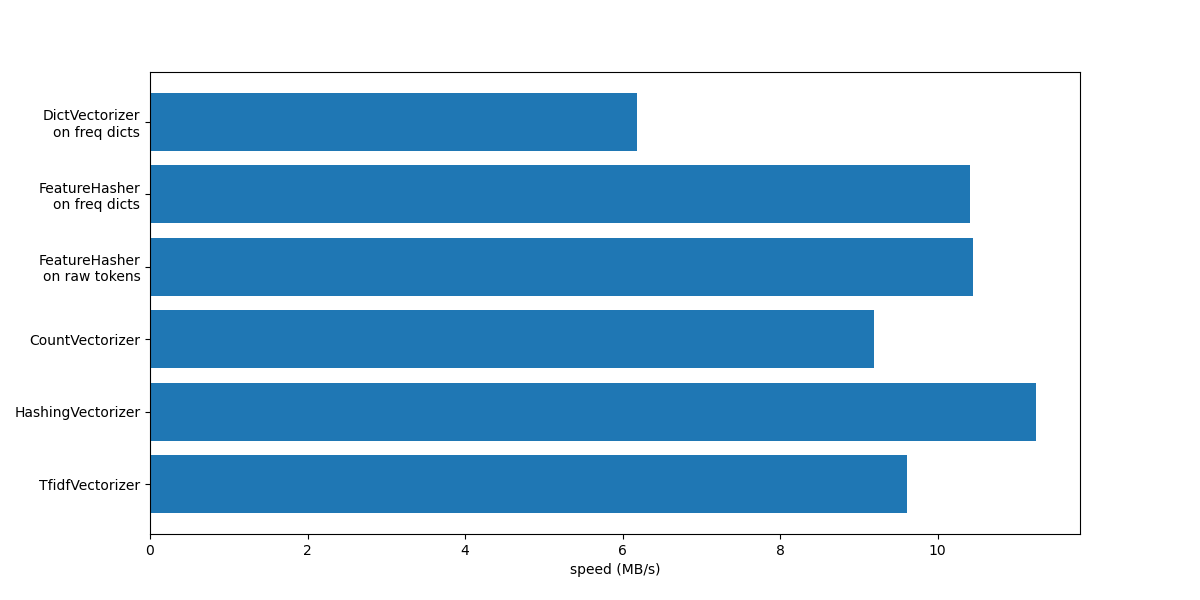 DictVectorizer
on freq dicts
FeatureHasher
on freq dicts
FeatureHasher
on raw tokens
CountVectorizer
HashingVectorizer
TfidfVectorizer
0 2 4 6 8 10
speed (MB/s)